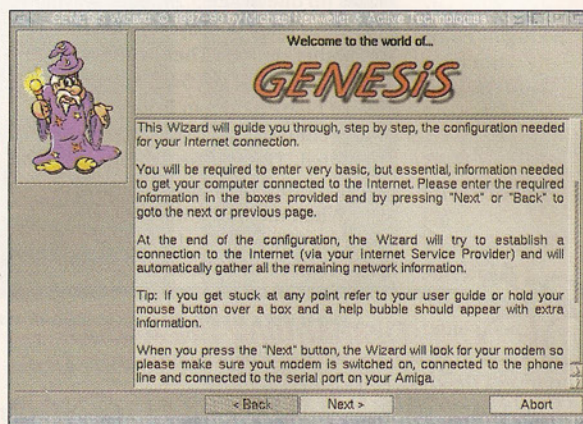 GENESIS Wizard © 1997-99 by Michael Neuweiler & Active Technologies
Welcome to the world of...
GENESiS
This Wizard will guide you through, step by step, the configuration needed
for your Internet connection.
You will be required to enter very basic, but essential, information needed
to get your computer connected to the Internet. Please enter the required
information in the boxes provided and by pressing "Next" or "Back" to
goto the next or previous page.
At the end of the configuration, the Wizard will try to establish a
connection to the Internet (via your Internet Service Provider) and will
automatically gather all the remaining network information.
Tip: If you get stuck at any point refer to your user guide or hold your
mouse button over a box and a help bubble should appear with extra
information.
When you press the "Next" button, the Wizard will look for your modem so
please make sure yout modem is switched on, connected to the phone
line and connected to the serial port on your Amiga.
< Back
Next >
Abort